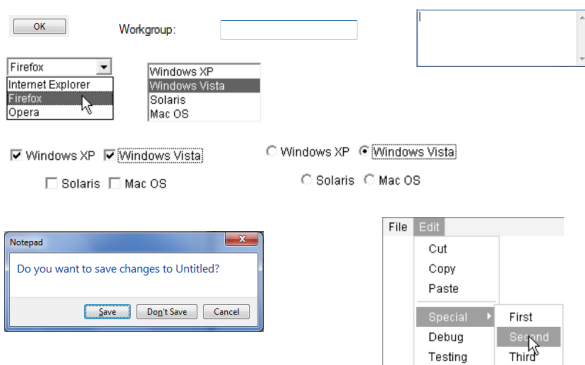 OK
Workgroup:
Firefox
Internet Explorer
Firefox
Opera
Windows XP
Windows Vista
Solaris
Mac OS
Windows XP Windows Vista
Solaris Mac OS
Windows XP Windows Vista
Solaris Mac OS
Notepad
Do you want to save changes to Untitled?
Save Don't Save Cancel
File Edit
Cut
Copy
Paste
Special First
Debug Second
Testing Third